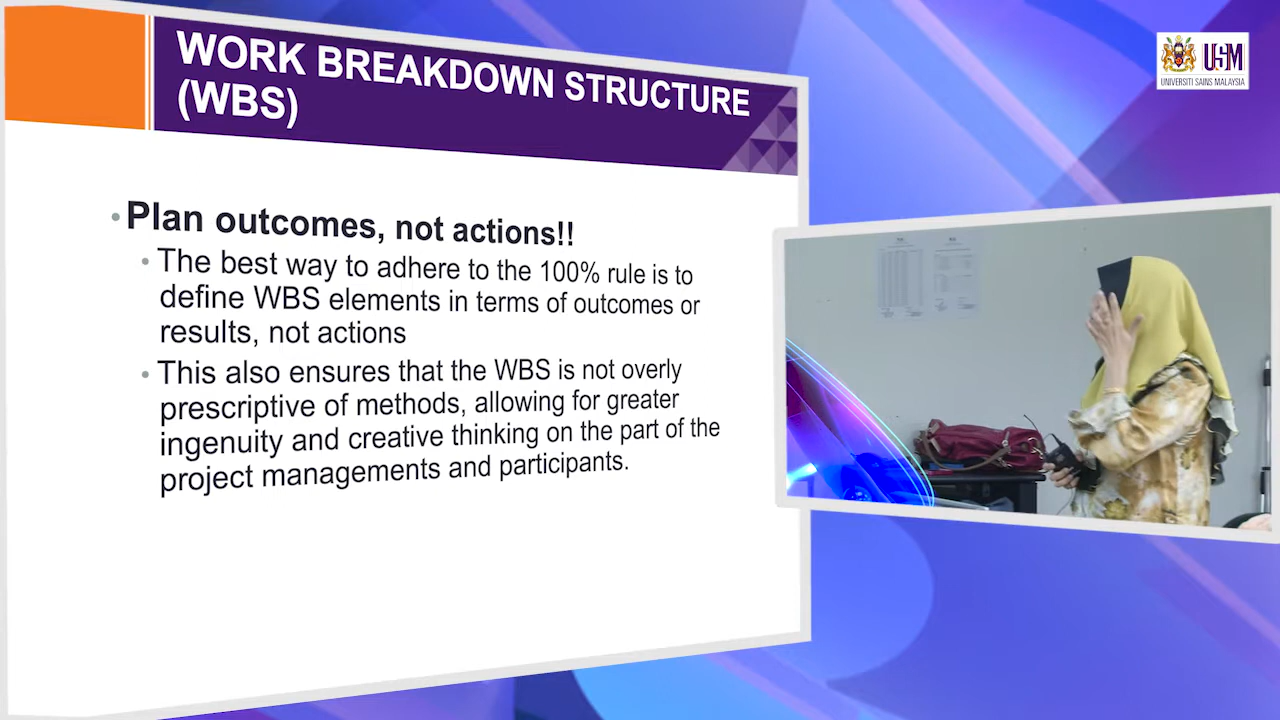 WORK BREAKDOWN STRUCTURE
(WBS)
USM
UNIVERSITI SAINS MALAYSIA
• Plan outcomes, not actions!!
• The best way to adhere to the 100% rule is to
define WBS elements in terms of outcomes or
results, not actions
• This also ensures that the WBS is not overly
prescriptive of methods, allowing for greater
ingenuity and creative thinking on the part of the
project managements and participants.